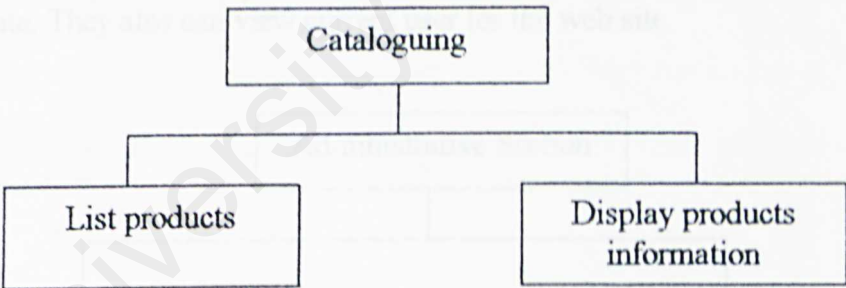 Cataloguing
List products
Display products
information